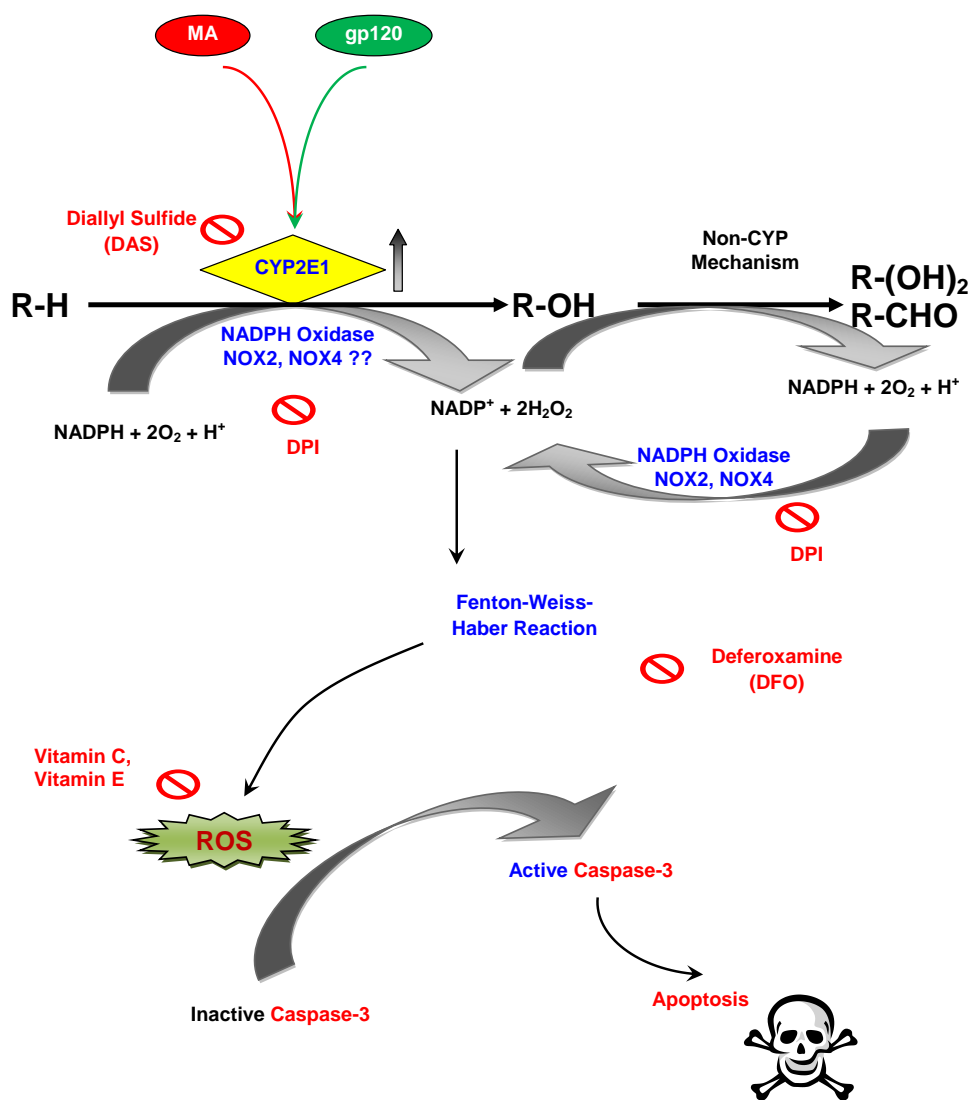 MA
gp120
Diallyl Sulfide
(DAS)
CYP2E1
Non-CYP
Mechanism
R-H
R-OH
R-(OH)₂
R-CHO
NADPH Oxidase
NOX2, NOX4 ??
NADPH + 2O₂ + H⁺
DPI
NADP⁺ + 2H₂O₂
NADPH + 2O₂ + H⁺
NADPH Oxidase
NOX2, NOX4
DPI
Fenton-Weiss-
Haber Reaction
Deferoxamine
(DFO)
Vitamin C,
Vitamin E
ROS
Active Caspase-3
Inactive Caspase-3
Apoptosis